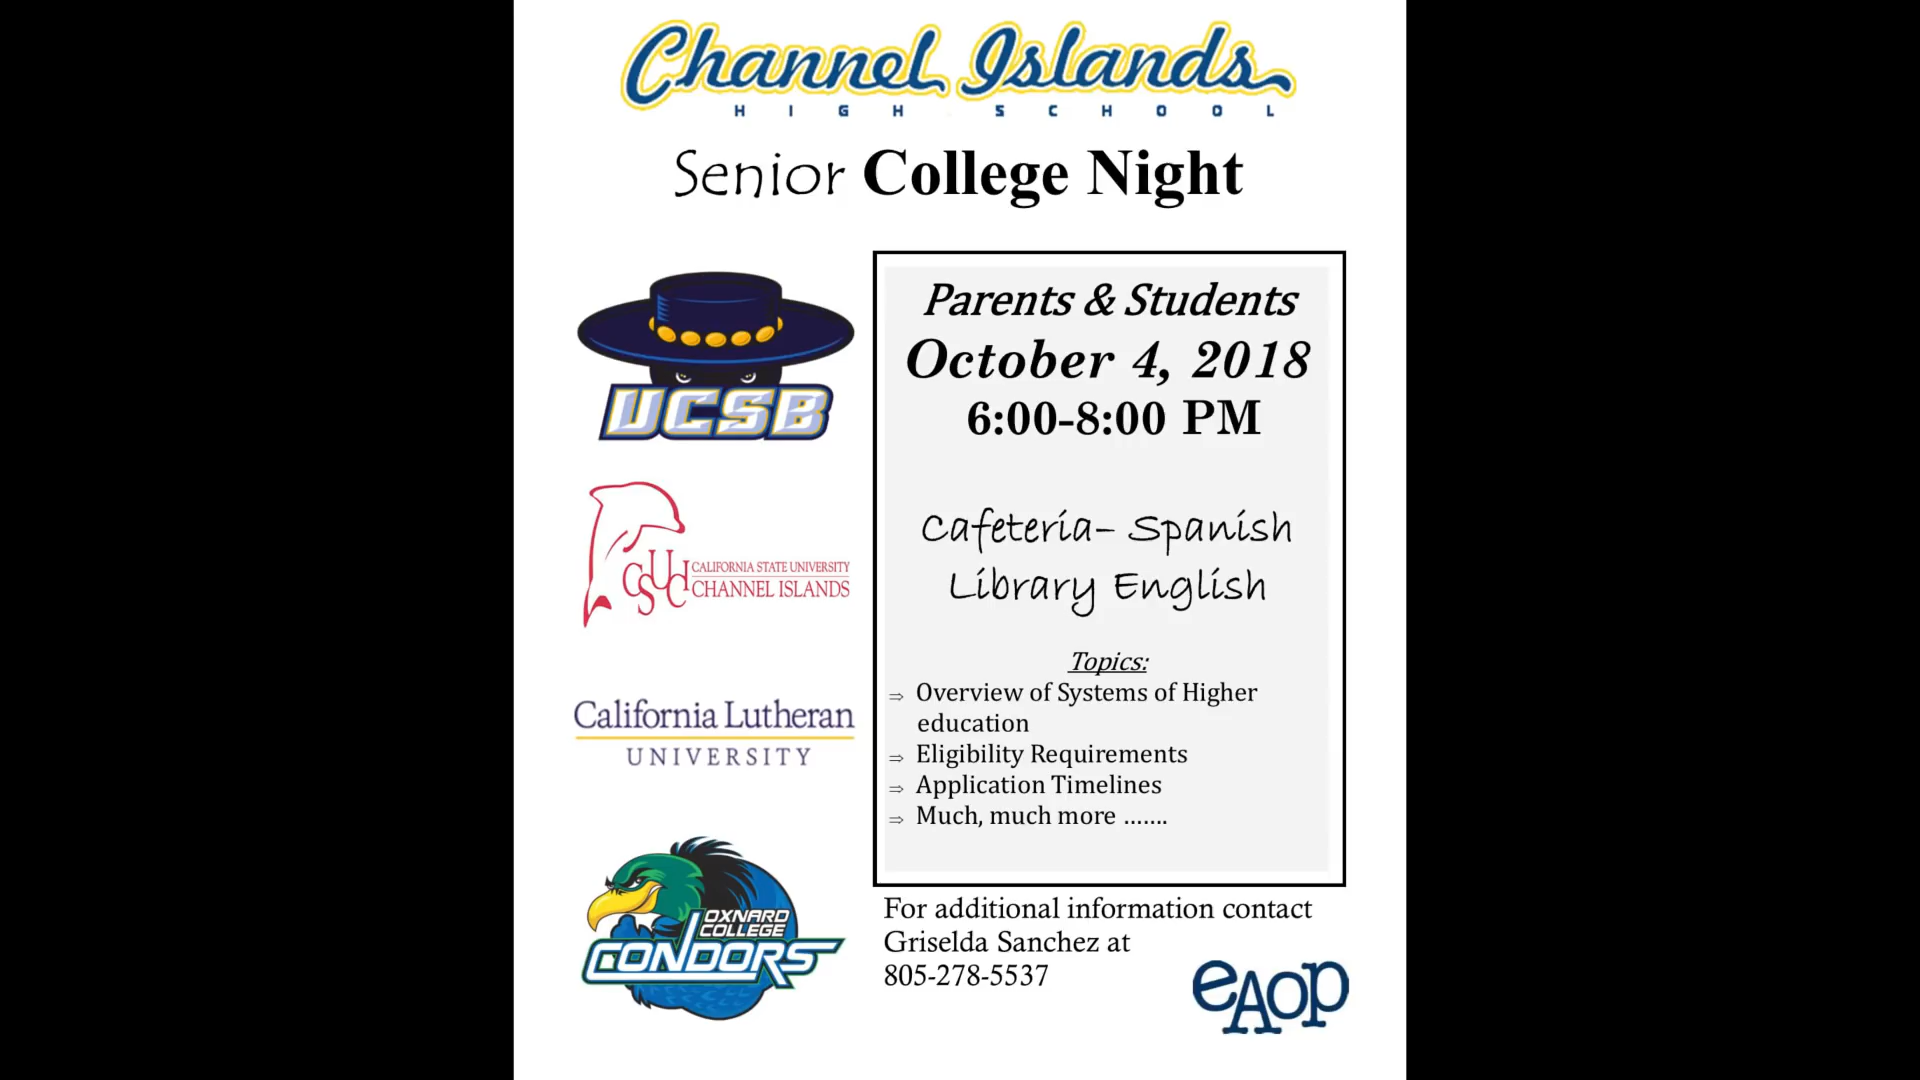 Channel Islands
HIGH SCHOOL
Senior College Night
UCSB
CSUCI CALIFORNIA STATE UNIVERSITY
CHANNEL ISLANDS
California Lutheran
UNIVERSITY
OXNARD
COLLEGE
CONDORS
Parents & Students
October 4, 2018
6:00-8:00 PM
Cafeteria– Spanish
Library English
Topics:
⇒ Overview of Systems of Higher
education
⇒ Eligibility Requirements
⇒ Application Timelines
⇒ Much, much more …….
For additional information contact
Griselda Sanchez at
805-278-5537
eAOP